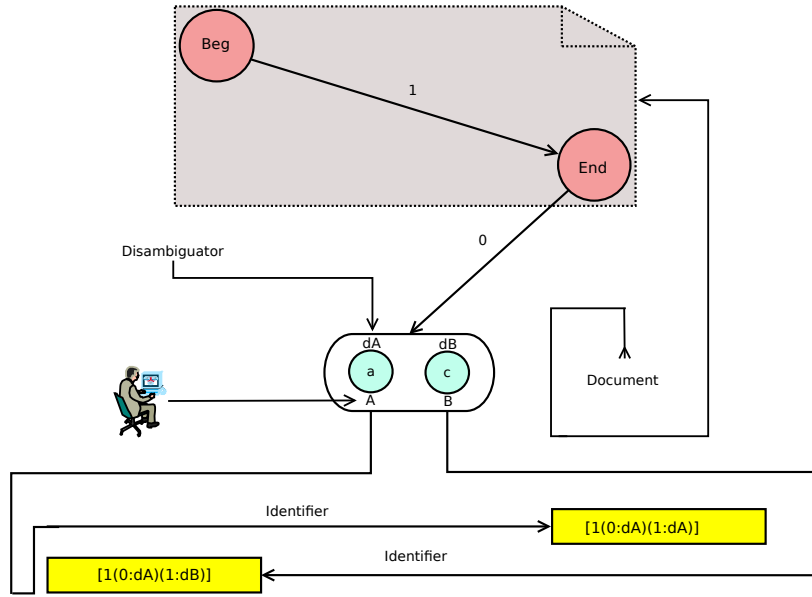 Beg
1
End
0
Disambiguator
dA
dB
a
c
A
B
Document
Identifier
[1(0:dA)(1:dA)]
Identifier
[1(0:dA)(1:dB)]